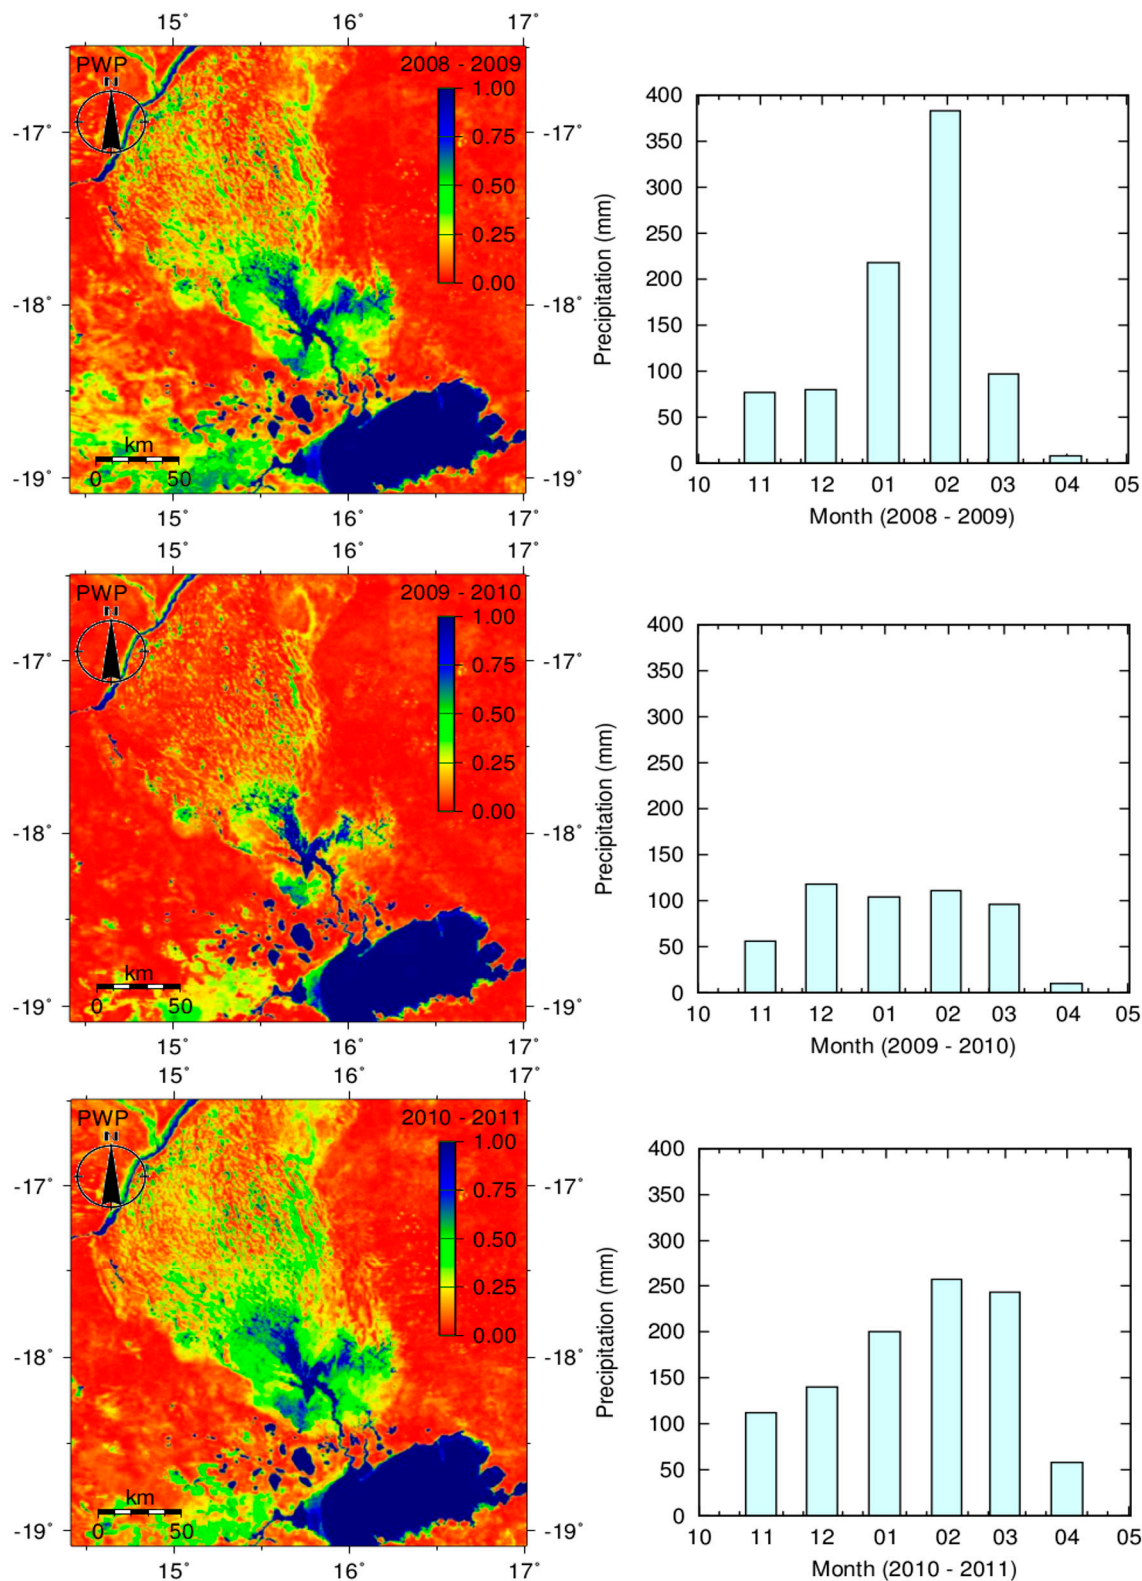 15° 16° 17°
PWP 2008 - 2009
N
1.00
0.75
0.50
0.25
0.00
-17° -17°
-18° -18°
-19° -19°
km
0 50
15° 16° 17°
400
350
300
250
200
150
100
50
0
Precipitation (mm)
10 11 12 01 02 03 04 05
Month (2008 - 2009)
15° 16° 17°
PWP 2009 - 2010
N
1.00
0.75
0.50
0.25
0.00
-17° -17°
-18° -18°
-19° -19°
km
0 50
15° 16° 17°
400
350
300
250
200
150
100
50
0
Precipitation (mm)
10 11 12 01 02 03 04 05
Month (2009 - 2010)
15° 16° 17°
PWP 2010 - 2011
N
1.00
0.75
0.50
0.25
0.00
-17° -17°
-18° -18°
-19° -19°
km
0 50
15° 16° 17°
400
350
300
250
200
150
100
50
0
Precipitation (mm)
10 11 12 01 02 03 04 05
Month (2010 - 2011)